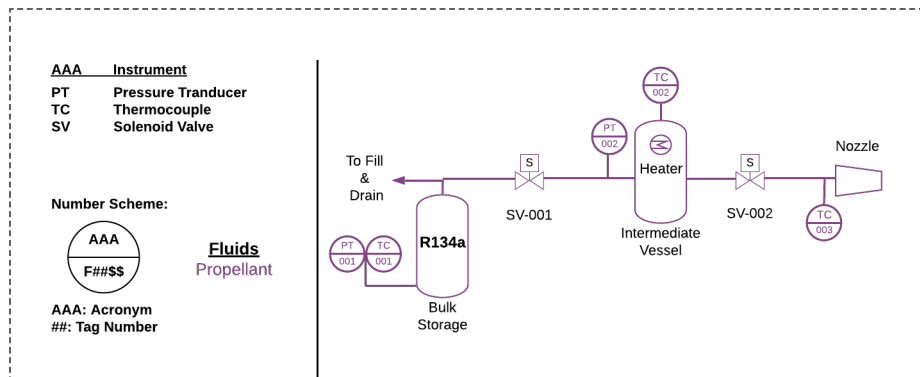 AAA Instrument
PT Pressure Tranducer
TC Thermocouple
SV Solenoid Valve
Number Scheme:
AAA
F##$$
AAA: Acronym
##: Tag Number
Fluids
Propellant
To Fill
&
Drain
PT
001
TC
001
R134a
Bulk
Storage
S
SV-001
PT
002
TC
002
Heater
Intermediate
Vessel
S
SV-002
TC
003
Nozzle